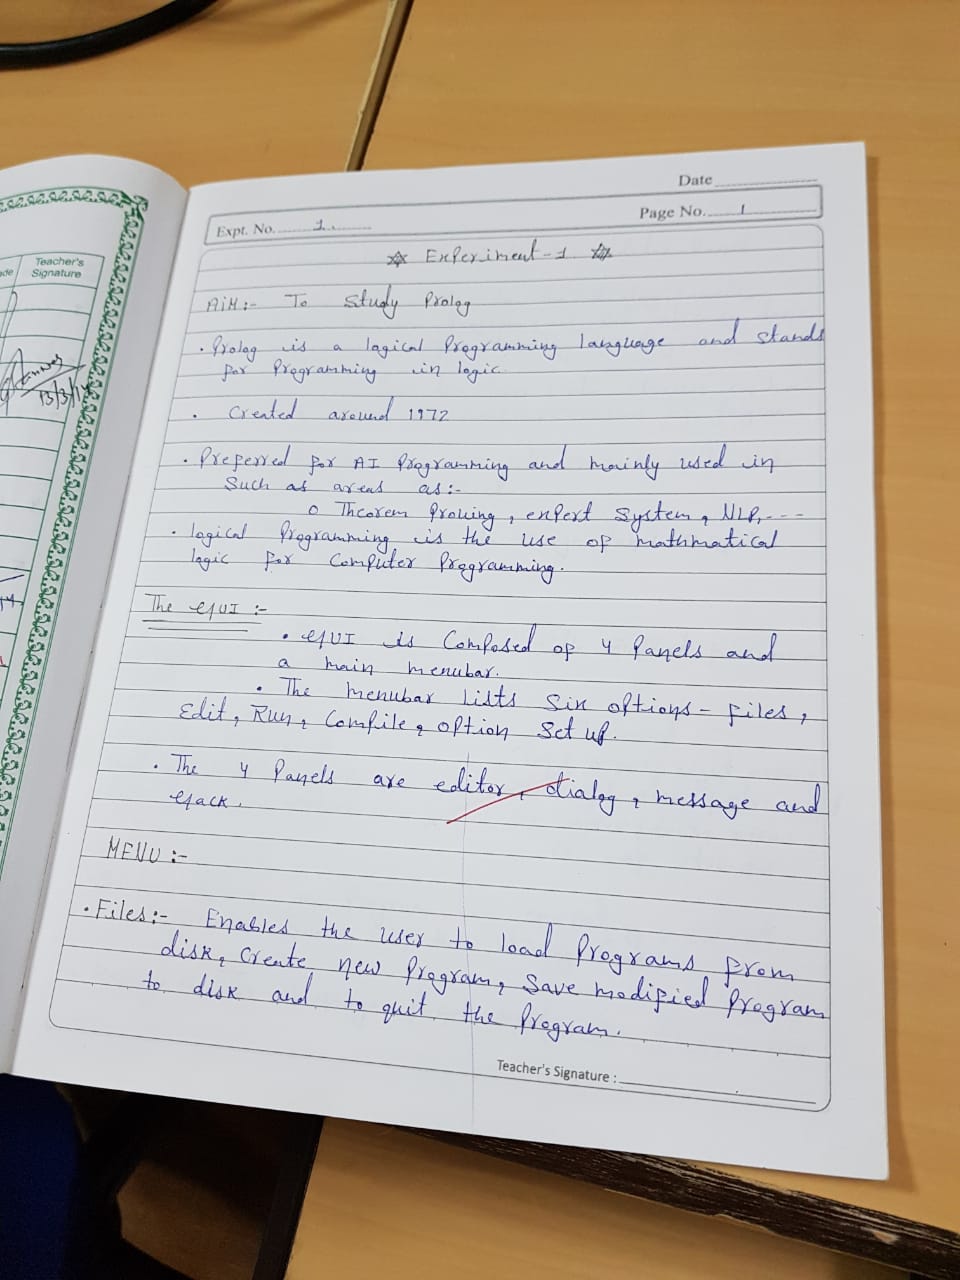 Teacher's
Signature
13/3/1
Date
Expt. No. 1.
Page No. 1
Experiment-1
AIM:- To Study Prolog
· Prolog is a logical Programming language and stands
for Programming in logic.
· Created around 1972
· Preferred for AI Programming and mainly used in
Such as areas as:-
o Theorem Proving, expert System, NLP,---
· logical Programming is the use of mathmatical
logic for Computer Programming.
The GUI :-
· GUI is Composed of 4 Panels and
a main menubar.
· The menubar lists Six options - files,
Edit, Run, Compile, option Set up.
· The 4 Panels are editor, dialog, message and
MENU :-
· Files:- Enables the user to load Programs from
disk, Create new Program, Save modified Program
to disk and to quit the Program.
Teacher's Signature :